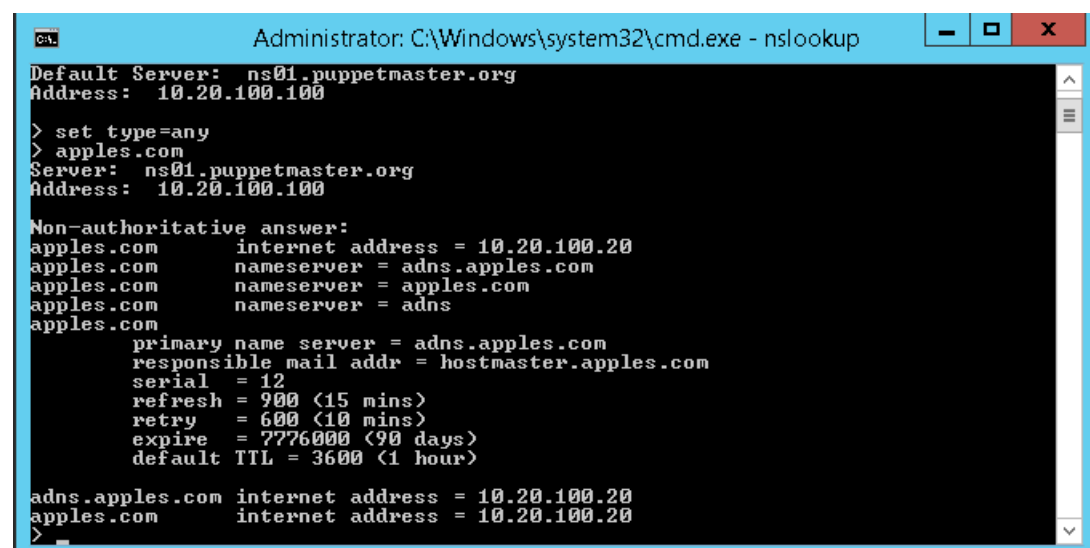 Administrator: C:\Windows\system32\cmd.exe - nslookup
Default Server:  ns01.puppetmaster.org
Address:  10.20.100.100
> set type=any
> apples.com
Server:  ns01.puppetmaster.org
Address:  10.20.100.100
Non-authoritative answer:
apples.com      internet address = 10.20.100.20
apples.com      nameserver = adns.apples.com
apples.com      nameserver = apples.com
apples.com      nameserver = adns
apples.com
        primary name server = adns.apples.com
        responsible mail addr = hostmaster.apples.com
        serial  = 12
        refresh = 900 (15 mins)
        retry   = 600 (10 mins)
        expire  = 7776000 (90 days)
        default TTL = 3600 (1 hour)
adns.apples.com internet address = 10.20.100.20
apples.com      internet address = 10.20.100.20
> _